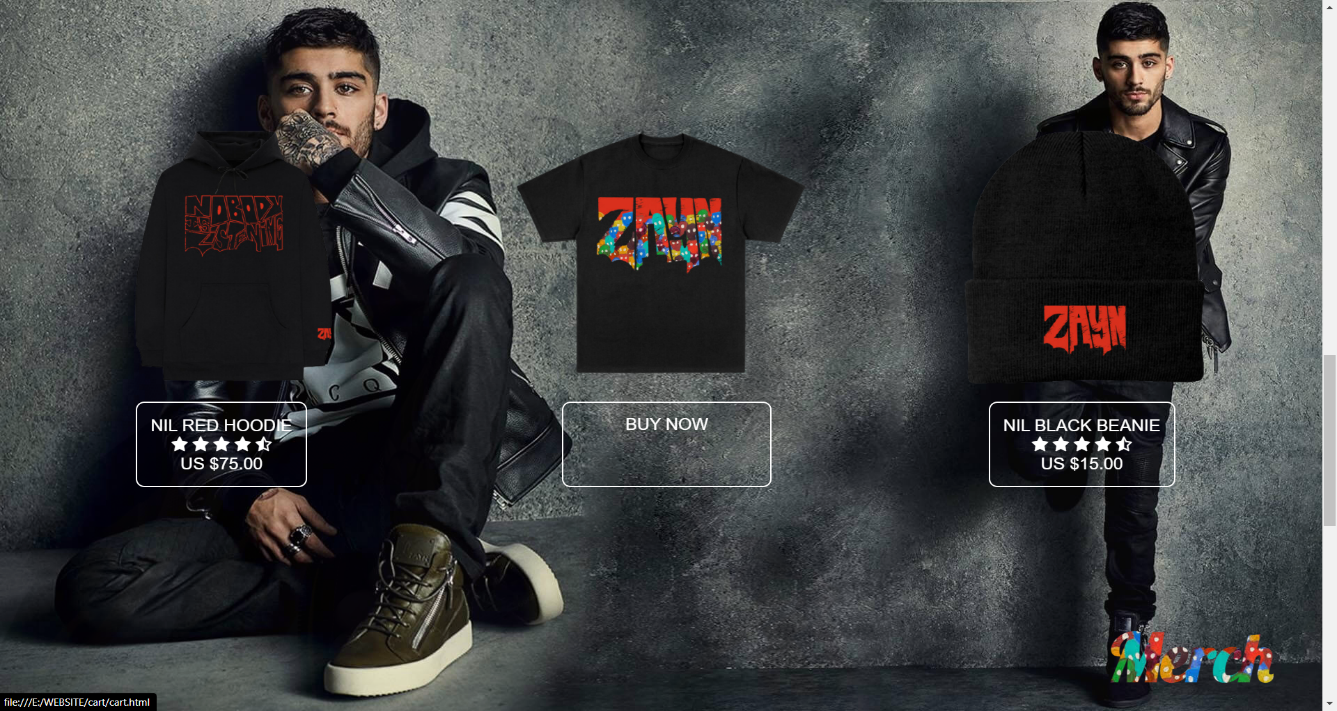 NOBODY
IS
LISTENING
ZAYN
ZAYN
NIL RED HOODIE
US $75.00
BUY NOW
NIL BLACK BEANIE
US $15.00
Merch
file:///E:/WEBSITE/cart/cart.html